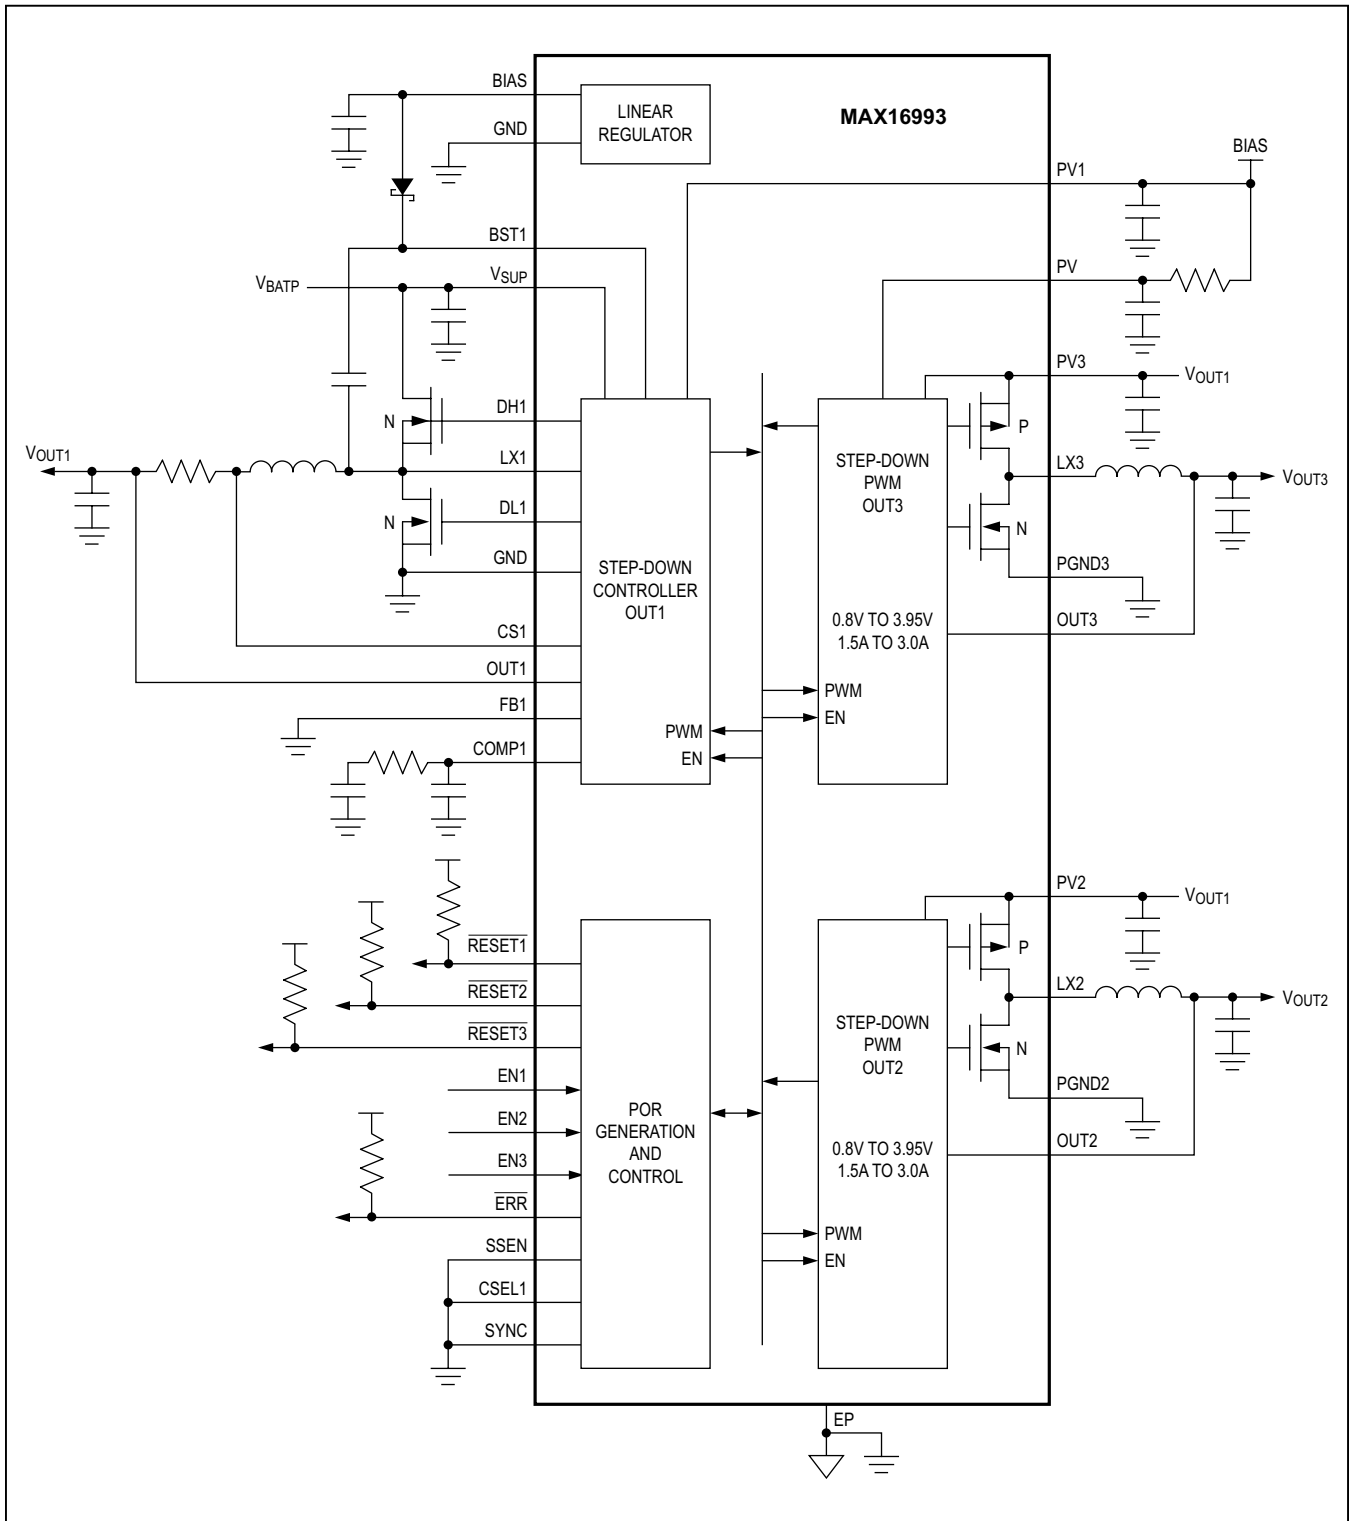 MAX16993
BIAS
GND
LINEAR
REGULATOR
BIAS
PV1
BST1
VSUP
VBATP
PV
PV3
VOUT1
DH1
N
P
VOUT1
LX1
STEP-DOWN
PWM
OUT3
LX3
VOUT3
DL1
N
N
GND
STEP-DOWN
CONTROLLER
OUT1
PGND3
CS1
0.8V TO 3.95V
1.5A TO 3.0A
OUT3
OUT1
FB1
PWM
EN
PWM
EN
COMP1
PV2
VOUT1
RESET1
P
RESET2
LX2
VOUT2
STEP-DOWN
PWM
OUT2
RESET3
N
EN1
PGND2
POR
GENERATION
AND
CONTROL
EN2
EN3
0.8V TO 3.95V
1.5A TO 3.0A
OUT2
ERR
PWM
EN
SSEN
CSEL1
SYNC
EP